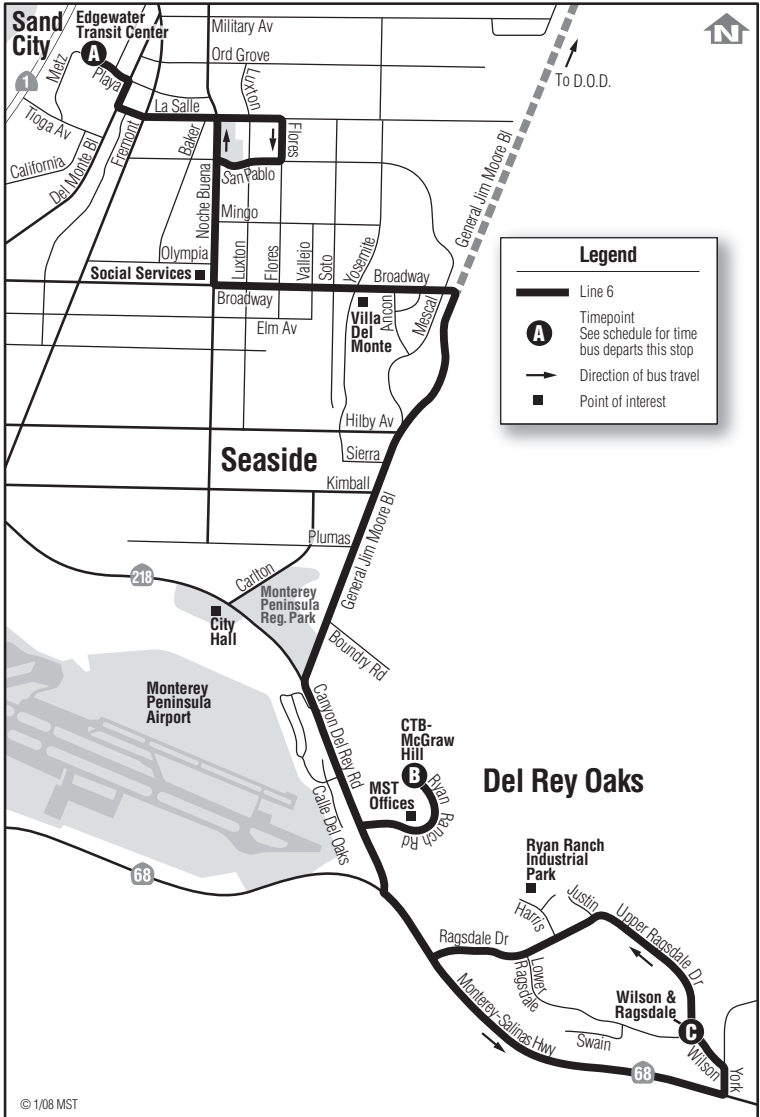 Sand
City
Edgewater
Transit Center
A
Military Av
Ord Grove
Metz
Playa
Luxton
N
To D.O.D.
1
La Salle
Tioga Av
Fremont
Baker
Flores
California
Del Monte Bl
San Pablo
Noche Buena
Mingo
General Jim Moore Bl
Olympia
Luxton
Flores
Vallejo
Soto
Yosemite
Broadway
Social Services
Broadway
Ancon
Mescal
Elm Av
Villa
Del
Monte
Legend
Line 6
A
Timepoint
See schedule for time
bus departs this stop
Direction of bus travel
Point of interest
Hilby Av
Seaside
Sierra
Kimball
General Jim Moore Bl
Plumas
218
Carlton
Monterey
Peninsula
Reg. Park
City
Hall
Boundry Rd
Monterey
Peninsula
Airport
Canyon Del Rey Rd
CTB-
McGraw
Hill
B
Ryan Ranch Rd
MST
Offices
Del Rey Oaks
Calle Del Oaks
68
Ryan Ranch
Industrial
Park
Harris
Justin
Upper Ragsdale Dr
Ragsdale Dr
Lower
Ragsdale
Wilson &
Ragsdale
C
Monterey-Salinas Hwy
Swain
Wilson
York
68
© 1/08 MST